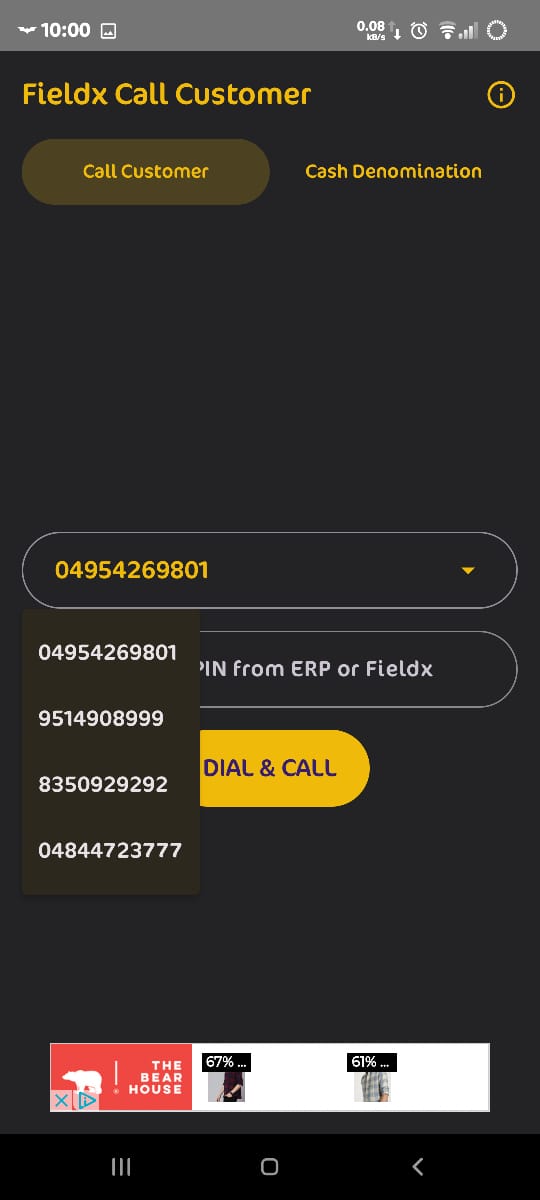 10:00
0.08
kB/s
Fieldx Call Customer
Call Customer
Cash Denomination
04954269801
04954269801
PIN from ERP or Fieldx
9514908999
DIAL & CALL
8350929292
04844723777
THE
BEAR
HOUSE
67% ...
61% ...